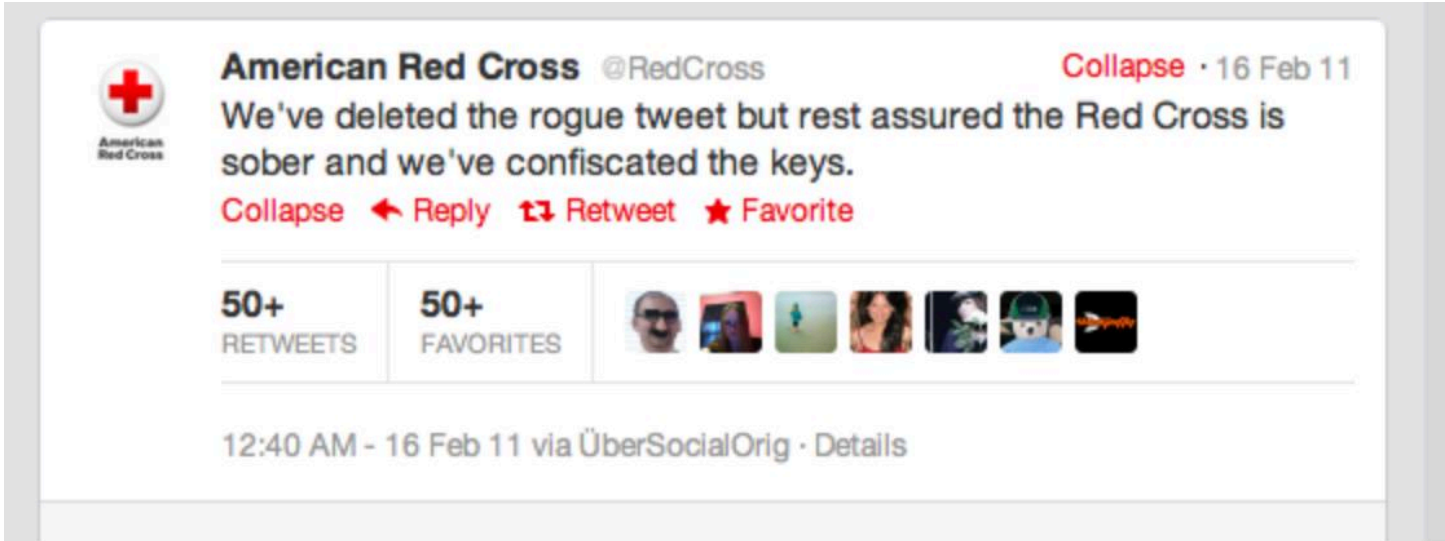 American Red Cross @RedCross Collapse · 16 Feb 11
We've deleted the rogue tweet but rest assured the Red Cross is
sober and we've confiscated the keys.
American
Red Cross
Collapse Reply Retweet Favorite
50+ 50+
RETWEETS FAVORITES
12:40 AM - 16 Feb 11 via ÜberSocialOrig · Details